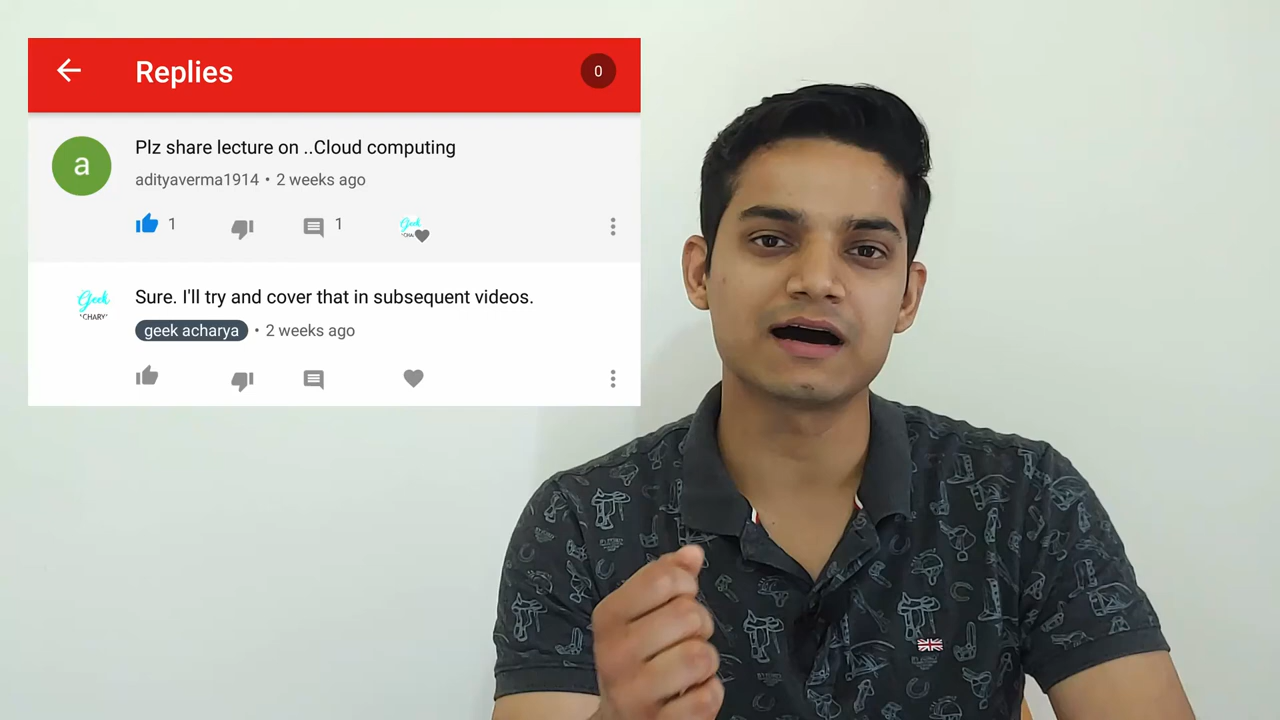 Replies
0
Plz share lecture on ..Cloud computing
a
adityaverma1914 • 2 weeks ago
1
1
Geek
Sure. I'll try and cover that in subsequent videos.
Geek
geek acharya • 2 weeks ago